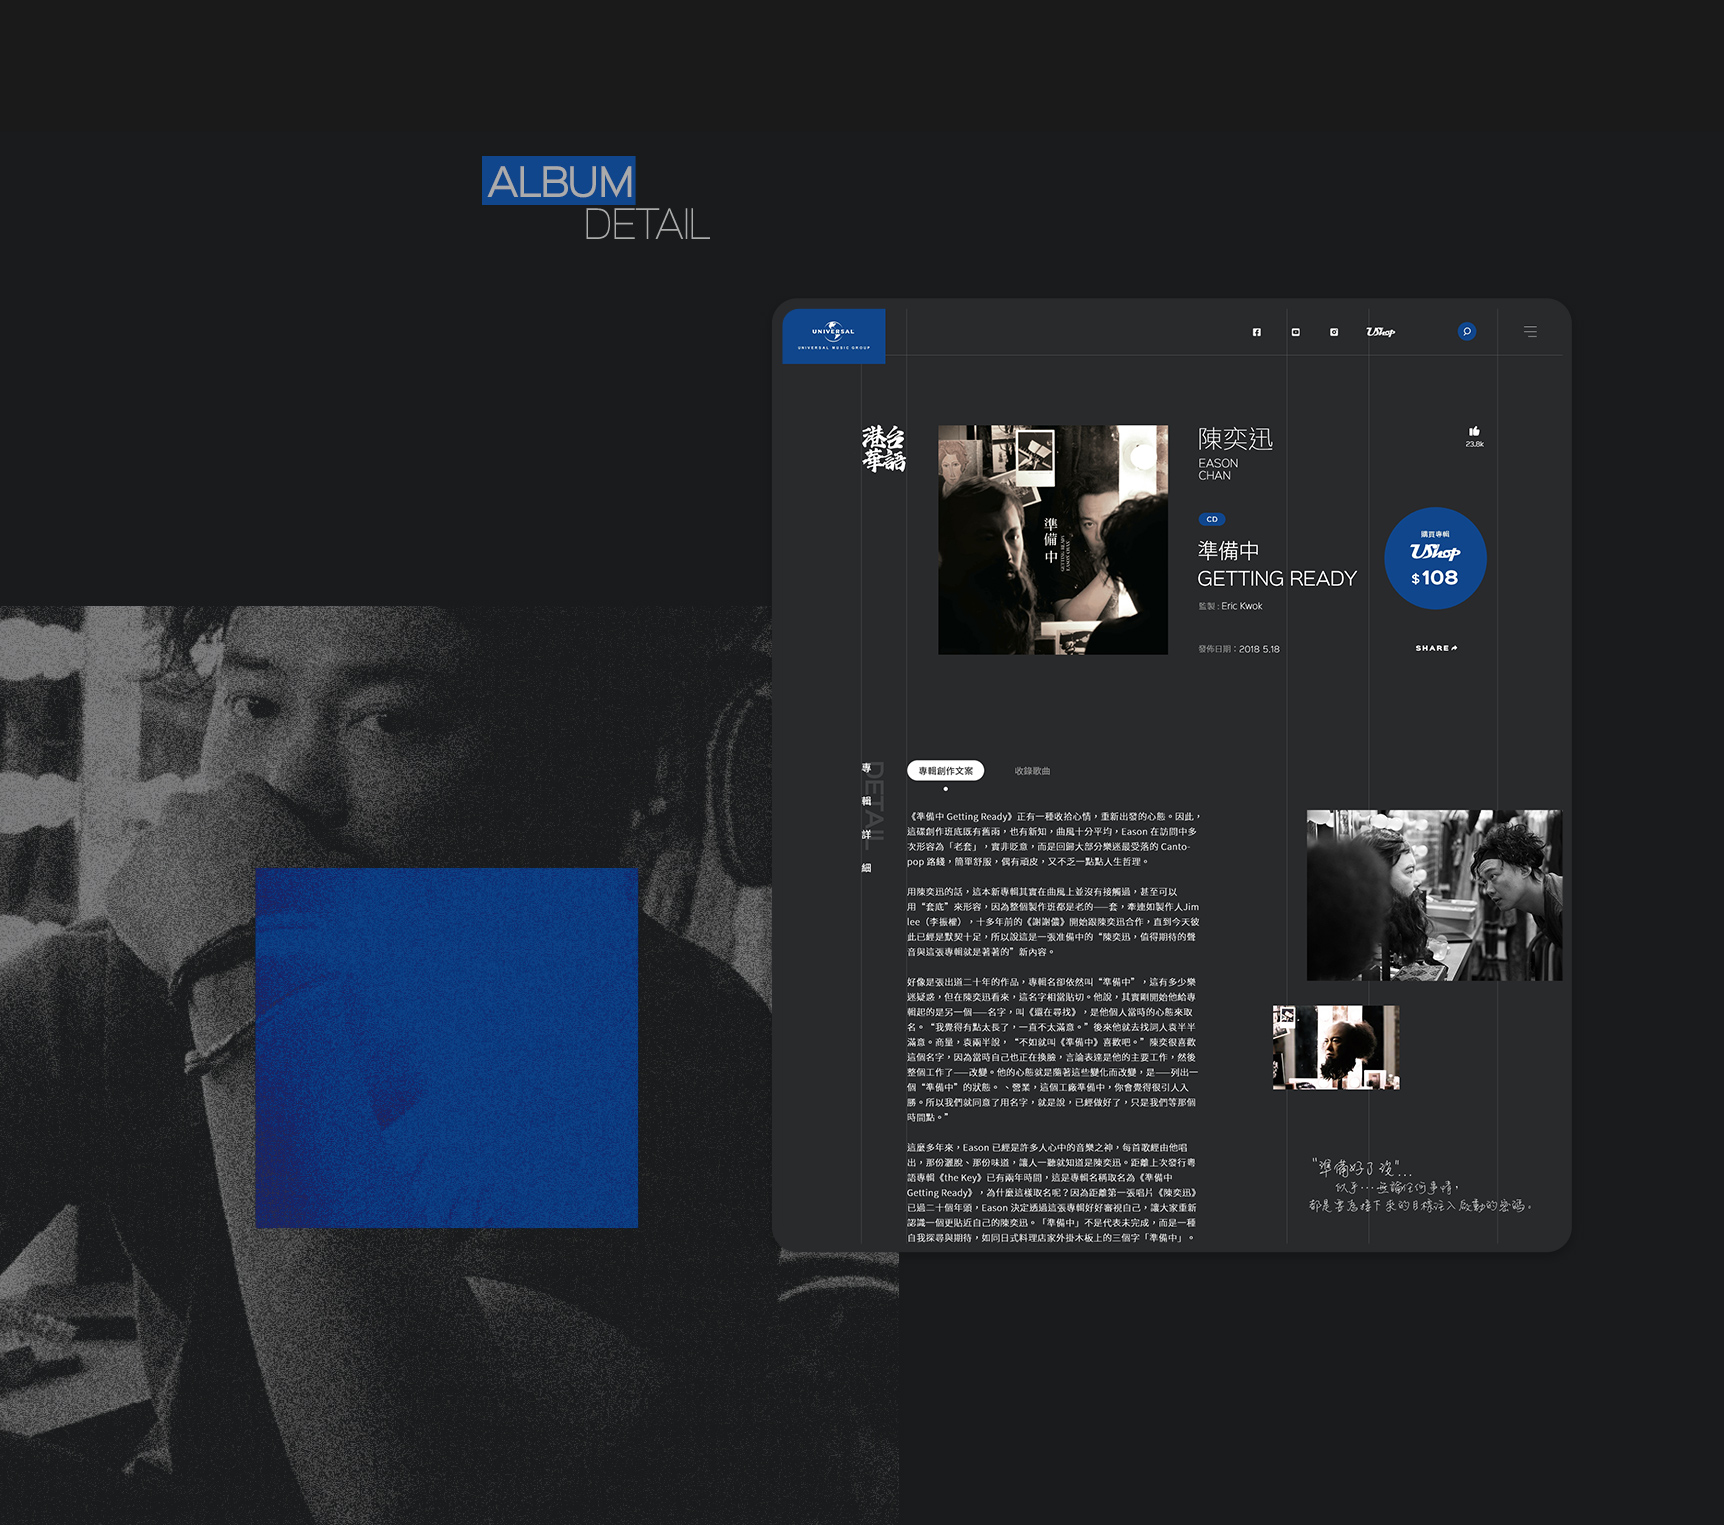 ALBUM
DETAIL
UNIVERSAL
UNIVERSAL MUSIC GROUP
UShop
港台
華語
準備中
GETTING READY
EASON CHAN
陳奕迅
EASON
CHAN
23.8k
CD
準備中
GETTING READY
監製 : Eric Kwok
發佈日期：2018 5.18
購買專輯
UShop
$108
SHARE
專輯詳細
DETAIL
專輯創作文案
收錄歌曲
《準備中 Getting Ready》正有一種收拾心情，重新出發的心態。因此，
這碟創作班底既有舊雨，也有新知，曲風十分平均，Eason 在訪問中多
次形容為「老套」，實非貶意，而是回歸大部分樂迷最受落的 Canto-
pop 路綫，簡單舒服，偶有頑皮，又不乏一點點人生哲理。
用陳奕迅的話，這本新專輯其實在曲風上並沒有接觸過，甚至可以
用“套底”來形容，因為整個製作班都是老的——套，牽連如製作人Jim
lee（李振權），十多年前的《謝謝儂》開始跟陳奕迅合作，直到今天彼
此已經是默契十足，所以說這是一張准備中的“陳奕迅，值得期待的聲
音與這張專輯就是著著的”新內容。
好像是張出道二十年的作品，專輯名卻依然叫“準備中”，這有多少樂
迷疑惑，但在陳奕迅看來，這名字相當貼切。他說，其實剛開始他給專
輯起的是另一個——名字，叫《還在尋找》，是他個人當時的心態來取
名。“我覺得有點太長了，一直不太滿意。”後來他就去找詞人袁半半
滿意。商量，袁兩半說，“不如就叫《準備中》喜歡吧。”陳奕很喜歡
這個名字，因為當時自己也正在換臉，言論表達是他的主要工作，然後
整個工作了——改變。他的心態就是隨著這些變化而改變，是——列出一
個“準備中”的狀態。、營業，這個工廠準備中，你會覺得很引人入
勝。所以我們就同意了用名字，就是說，已經做好了，只是我們等那個
時間點。”
這麼多年來，Eason 已經是許多人心中的音樂之神，每首歌經由他唱
出，那份灑脫、那份味道，讓人一聽就知道是陳奕迅。距離上次發行粵
語專輯《the Key》已有兩年時間，這是專輯名稱取名為《準備中
Getting Ready》，為什麼這樣取名呢？因為距離第一張唱片《陳奕迅》
已過二十個年頭，Eason 決定透過這張專輯好好審視自己，讓大家重新
認識一個更貼近自己的陳奕迅。「準備中」不是代表未完成，而是一種
自我探尋與期待，如同日式料理店家外掛木板上的三個字「準備中」。
“準備好了沒”...
似乎…無論任何事情，
都是要為接下來的目標注入啟動的密碼。